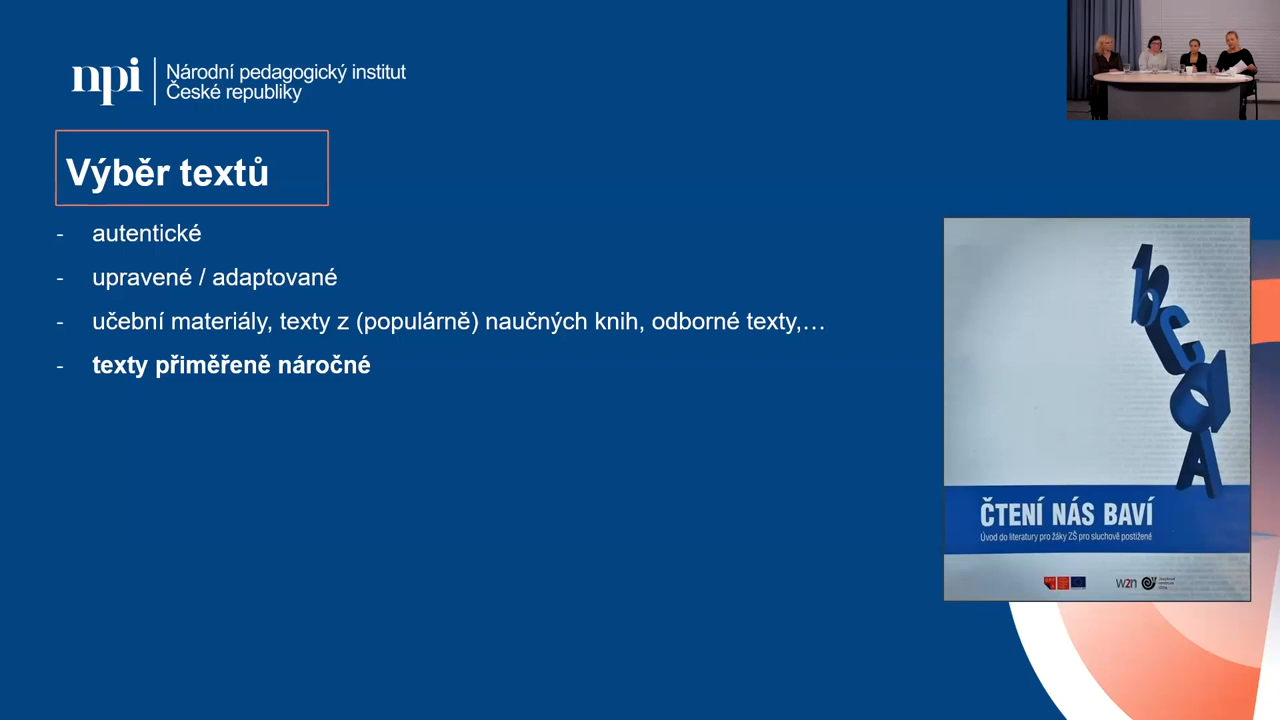 npi
Národní pedagogický institut
České republiky
Výběr textů
- autentické
- upravené / adaptované
- učební materiály, texty z (populárně) naučných knih, odborné texty,…
- texty přiměřeně náročné
ČTENÍ NÁS BAVÍ
Úvod do literatury pro žáky ZŠ pro sluchově postižené
W2n